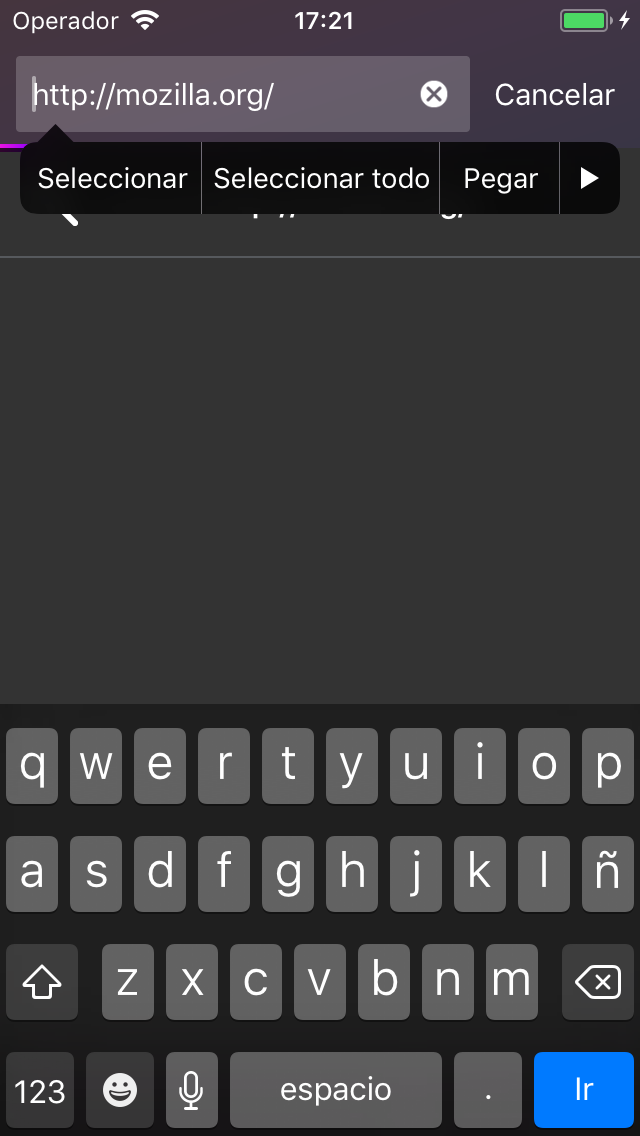 Operador 17:21
http://mozilla.org/ Cancelar
Seleccionar Seleccionar todo Pegar
q w e r t y u i o p
a s d f g h j k l ñ
z x c v b n m
123 espacio . Ir